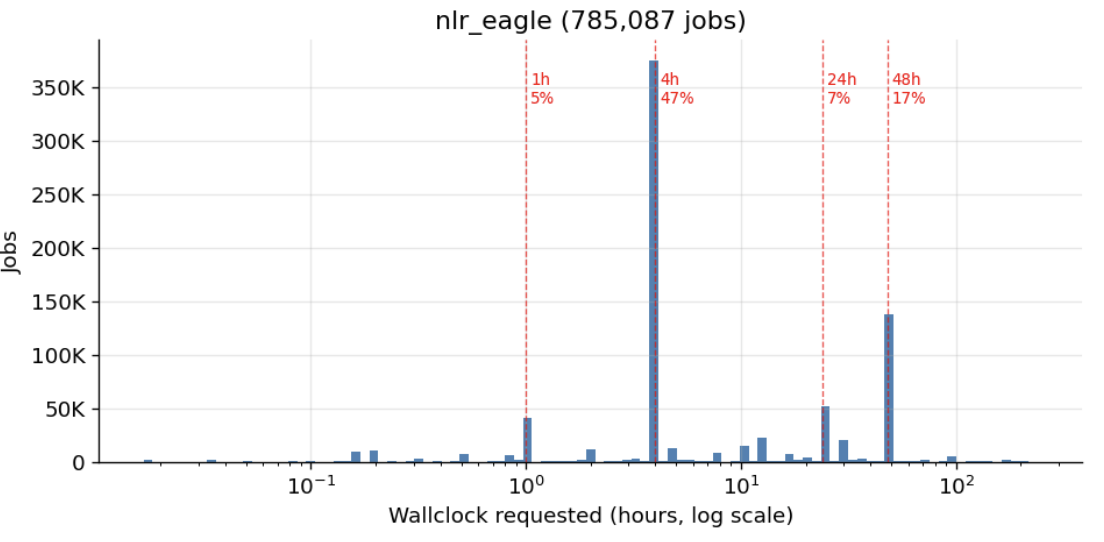 nlr_eagle (785,087 jobs)
1h
5%
4h
47%
24h
7%
48h
17%
350K
300K
250K
200K
150K
100K
50K
0
Jobs
10⁻¹
10⁰
10¹
10²
Wallclock requested (hours, log scale)